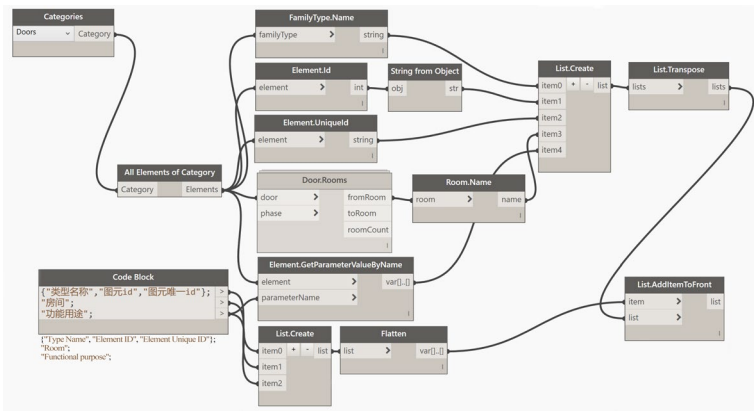 Categories
Doors
Category
All Elements of Category
Category Elements
FamilyType.Name
familyType > string
l
Element.Id
element > int
l
String from Object
obj str
l
Element.UniqueId
element > string
l
Door.Rooms
door > fromRoom
phase > toRoom
roomCount
l
Room.Name
room > name
l
Element.GetParameterValueByName
element > var[]..[]
parameterName >
l
List.Create
item0 + - list
item1
item2
item3
item4
l
List.Transpose
lists > lists
l
Code Block
{"类型名称","图元id","图元唯一id"}; >
"房间"; >
"功能用途"; >
{"Type Name", "Element ID", "Element Unique ID"};
"Room";
"Functional purpose";
List.Create
item0 + - list
item1
item2
l
Flatten
list > var[]..[]
l
List.AddItemToFront
item > list
list >
l